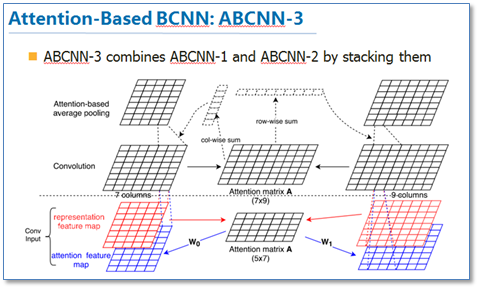 Attention-Based BCNN: ABCNN-3
ABCNN-3 combines ABCNN-1 and ABCNN-2 by stacking them
Attention-based
average pooling
col-wise sum
row-wise sum
Convolution
7 columns
Attention matrix A
(7x9)
9 columns
Conv
Input
representation
feature map
attention feature
map
W0
Attention matrix A
(5x7)
W1